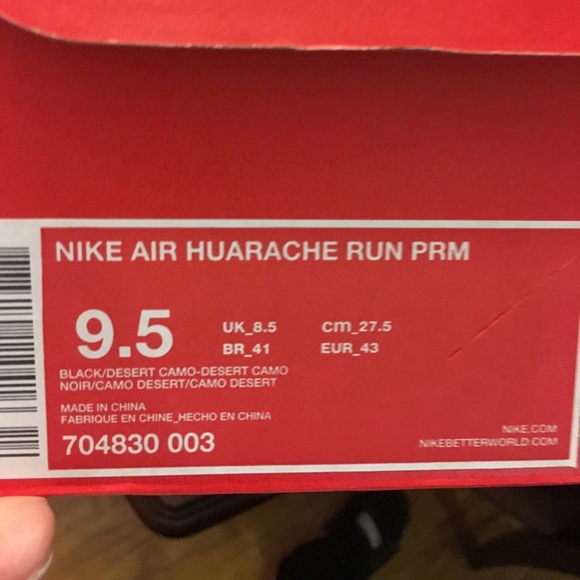 NIKE AIR HUARACHE RUN PRM
9.5
UK_8.5 cm_27.5
BR_41 EUR_43
BLACK/DESERT CAMO-DESERT CAMO
NOIR/CAMO DESERT/CAMO DESERT
MADE IN CHINA
FABRIQUE EN CHINE_HECHO EN CHINA
704830 003
NIKE.COM
NIKEBETTERWORLD.COM